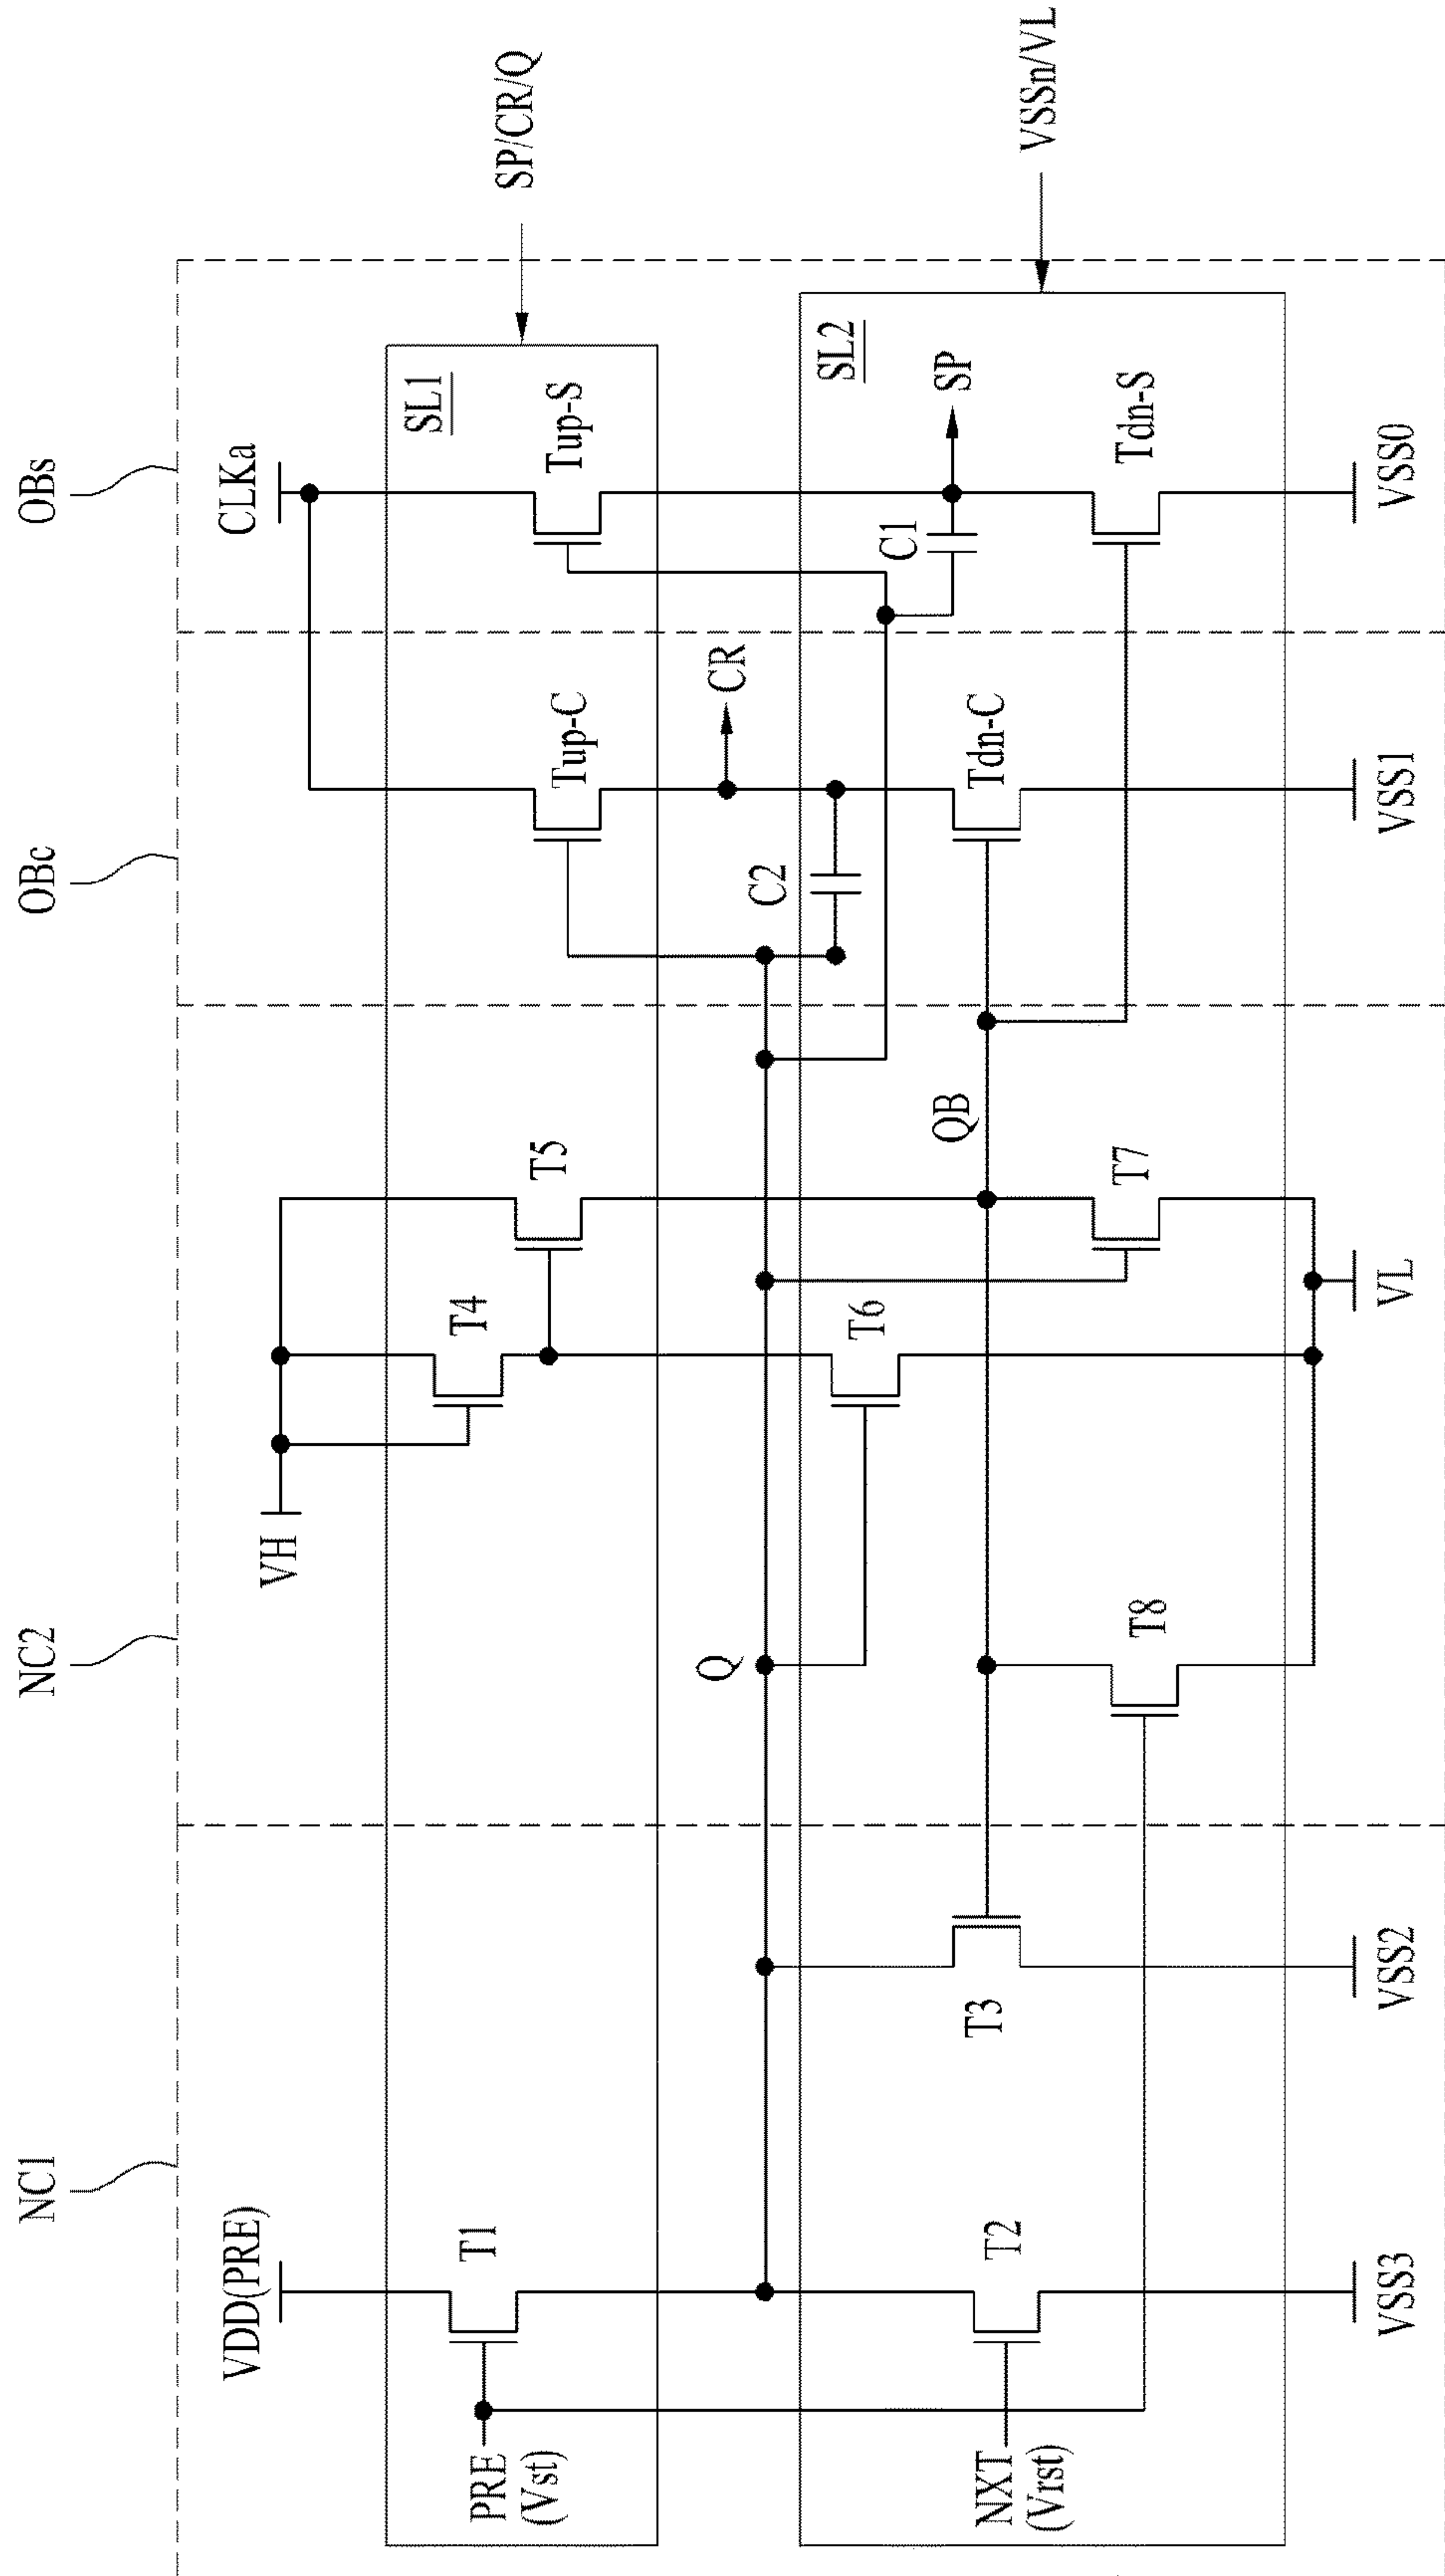 NC1
NC2
OBc
OBs
VDD(PRE)
VH
CLKa
SL1
SP/CR/Q
T1
T4
T5
Tup-C
Tup-S
PRE
(Vst)
Q
C2
CR
SL2
VSSn/VL
T6
C1
SP
QB
T2
T3
T8
T7
Tdn-C
Tdn-S
NXT
(Vrst)
VSS3
VSS2
VL
VSS1
VSS0